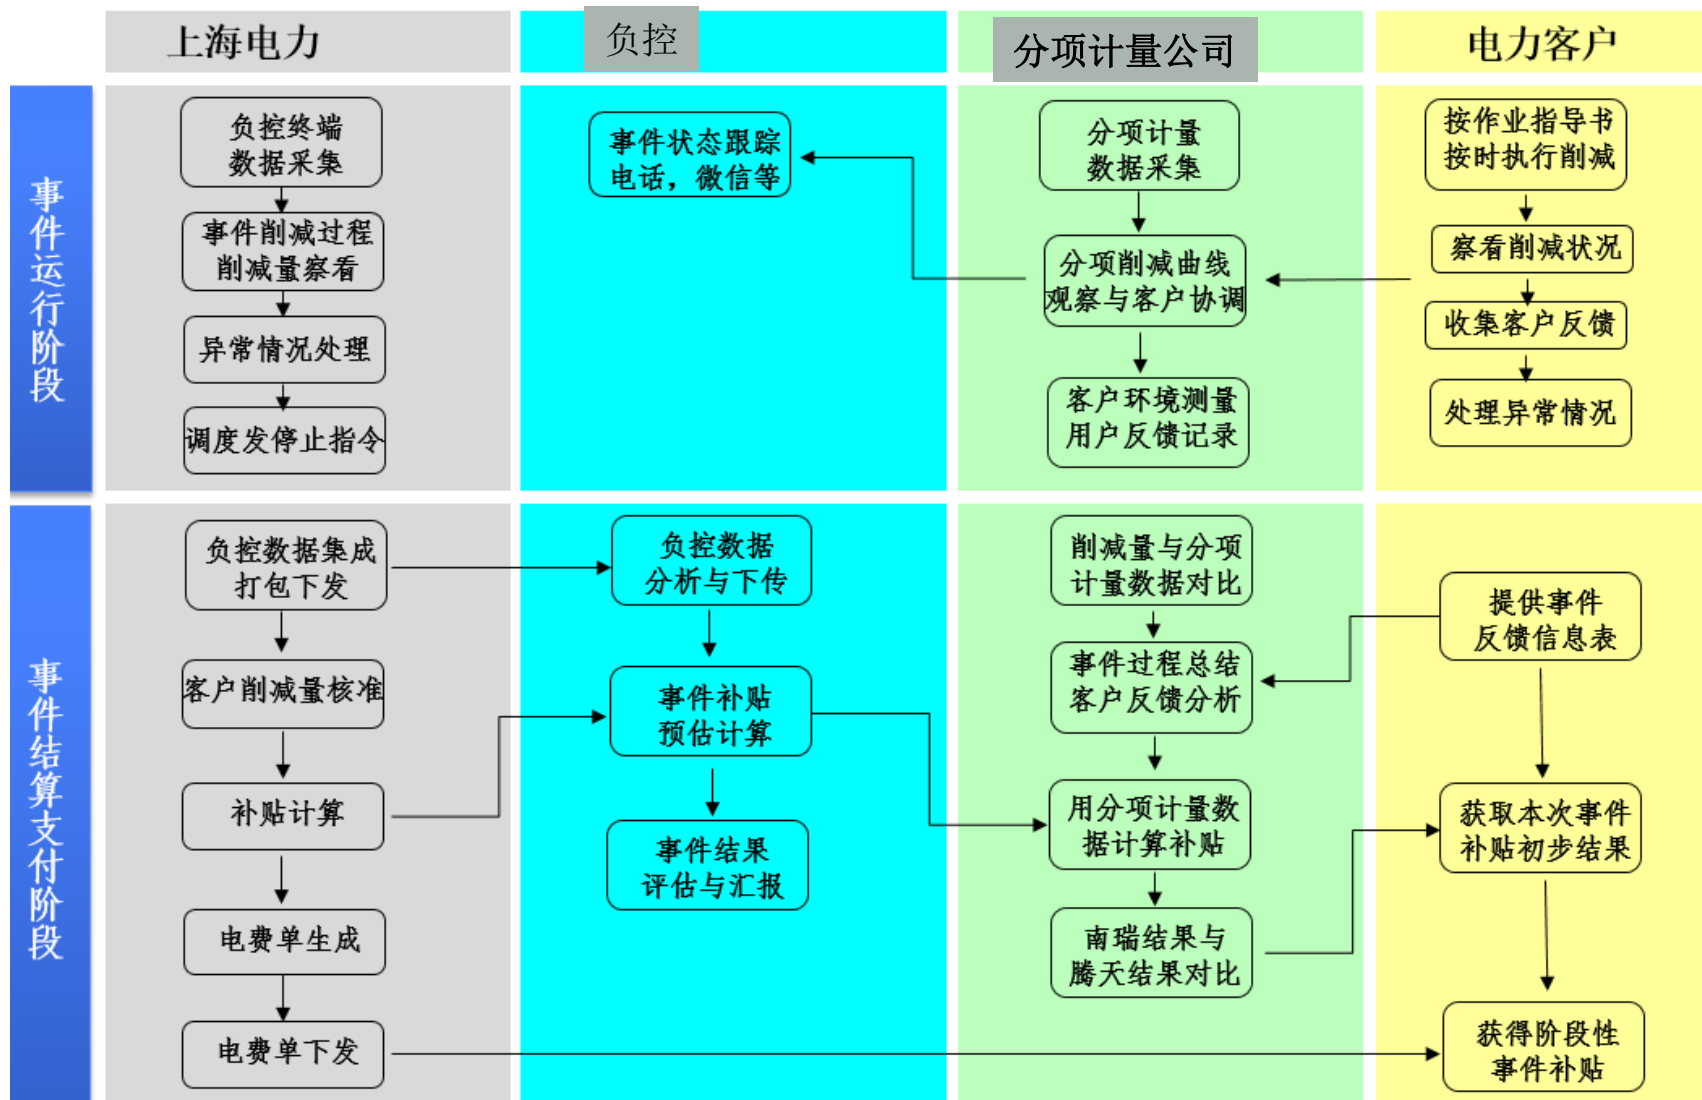 上海电力
负控
分项计量公司
电力客户
事件运行阶段
负控终端
数据采集
事件削减过程
削减量察看
异常情况处理
调度发停止指令
事件状态跟踪
电话，微信等
分项计量
数据采集
分项削减曲线
观察与客户协调
客户环境测量
用户反馈记录
按作业指导书
按时执行削减
察看削减状况
收集客户反馈
处理异常情况
事件结算支付阶段
负控数据集成
打包下发
客户削减量核准
补贴计算
电费单生成
电费单下发
负控数据
分析与下传
事件补贴
预估计算
事件结果
评估与汇报
削减量与分项
计量数据对比
事件过程总结
客户反馈分析
用分项计量数
据计算补贴
南瑞结果与
腾天结果对比
提供事件
反馈信息表
获取本次事件
补贴初步结果
获得阶段性
事件补贴